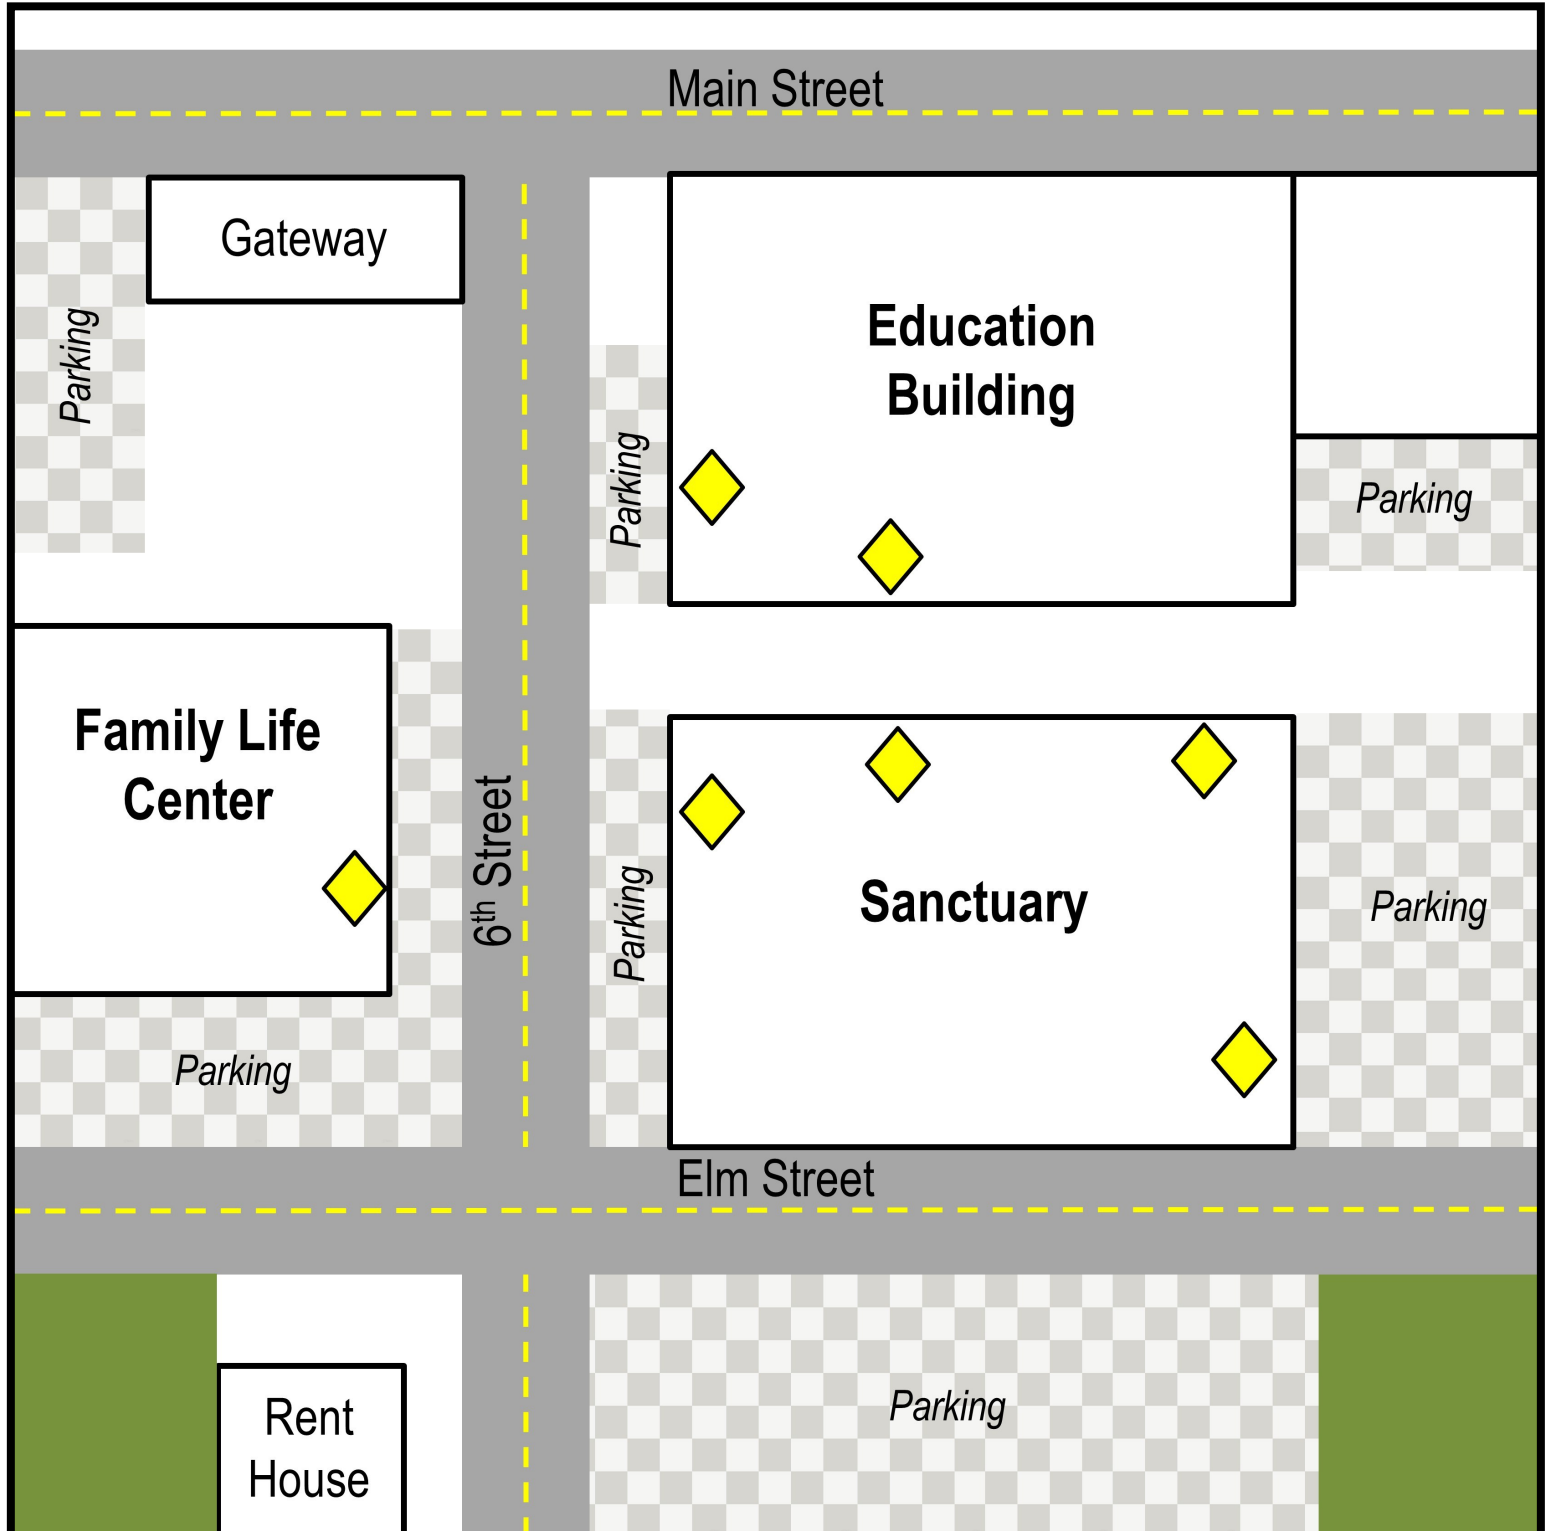 Main Street
Gateway
Education
Building
Parking
Parking
Parking
Family Life
Center
6th Street
Sanctuary
Parking
Parking
Parking
Elm Street
Rent
House
Parking